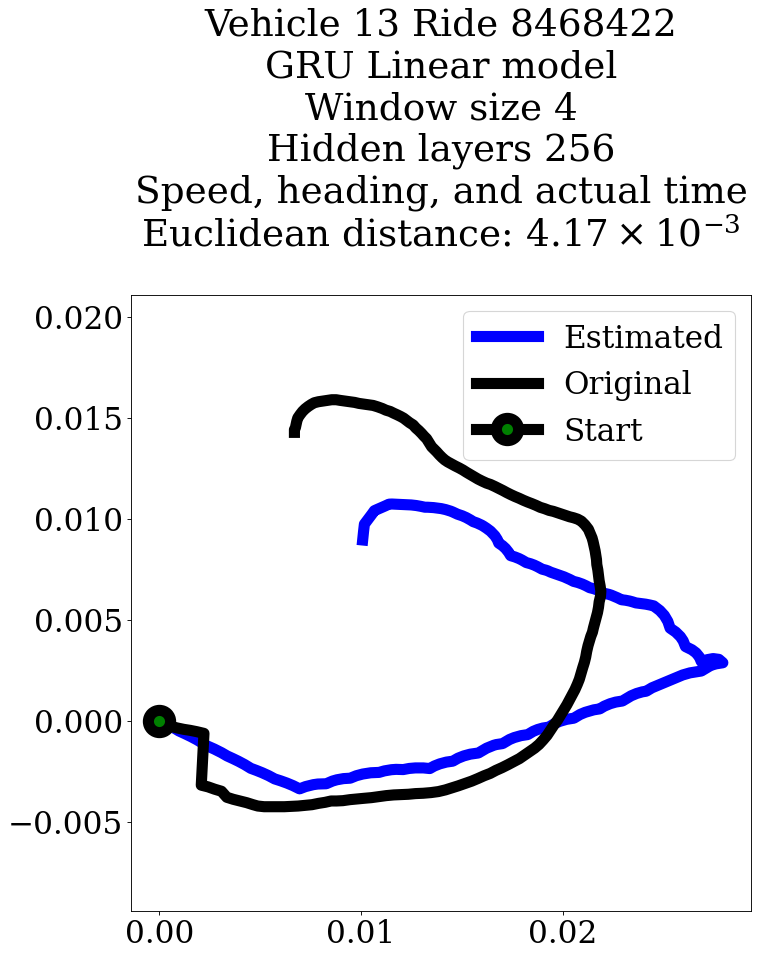 Vehicle 13 Ride 8468422
GRU Linear model
Window size 4
Hidden layers 256
Speed, heading, and actual time
Euclidean distance: 4.17 × 10⁻³
Estimated
Original
Start
0.020
0.015
0.010
0.005
0.000
−0.005
0.00 0.01 0.02